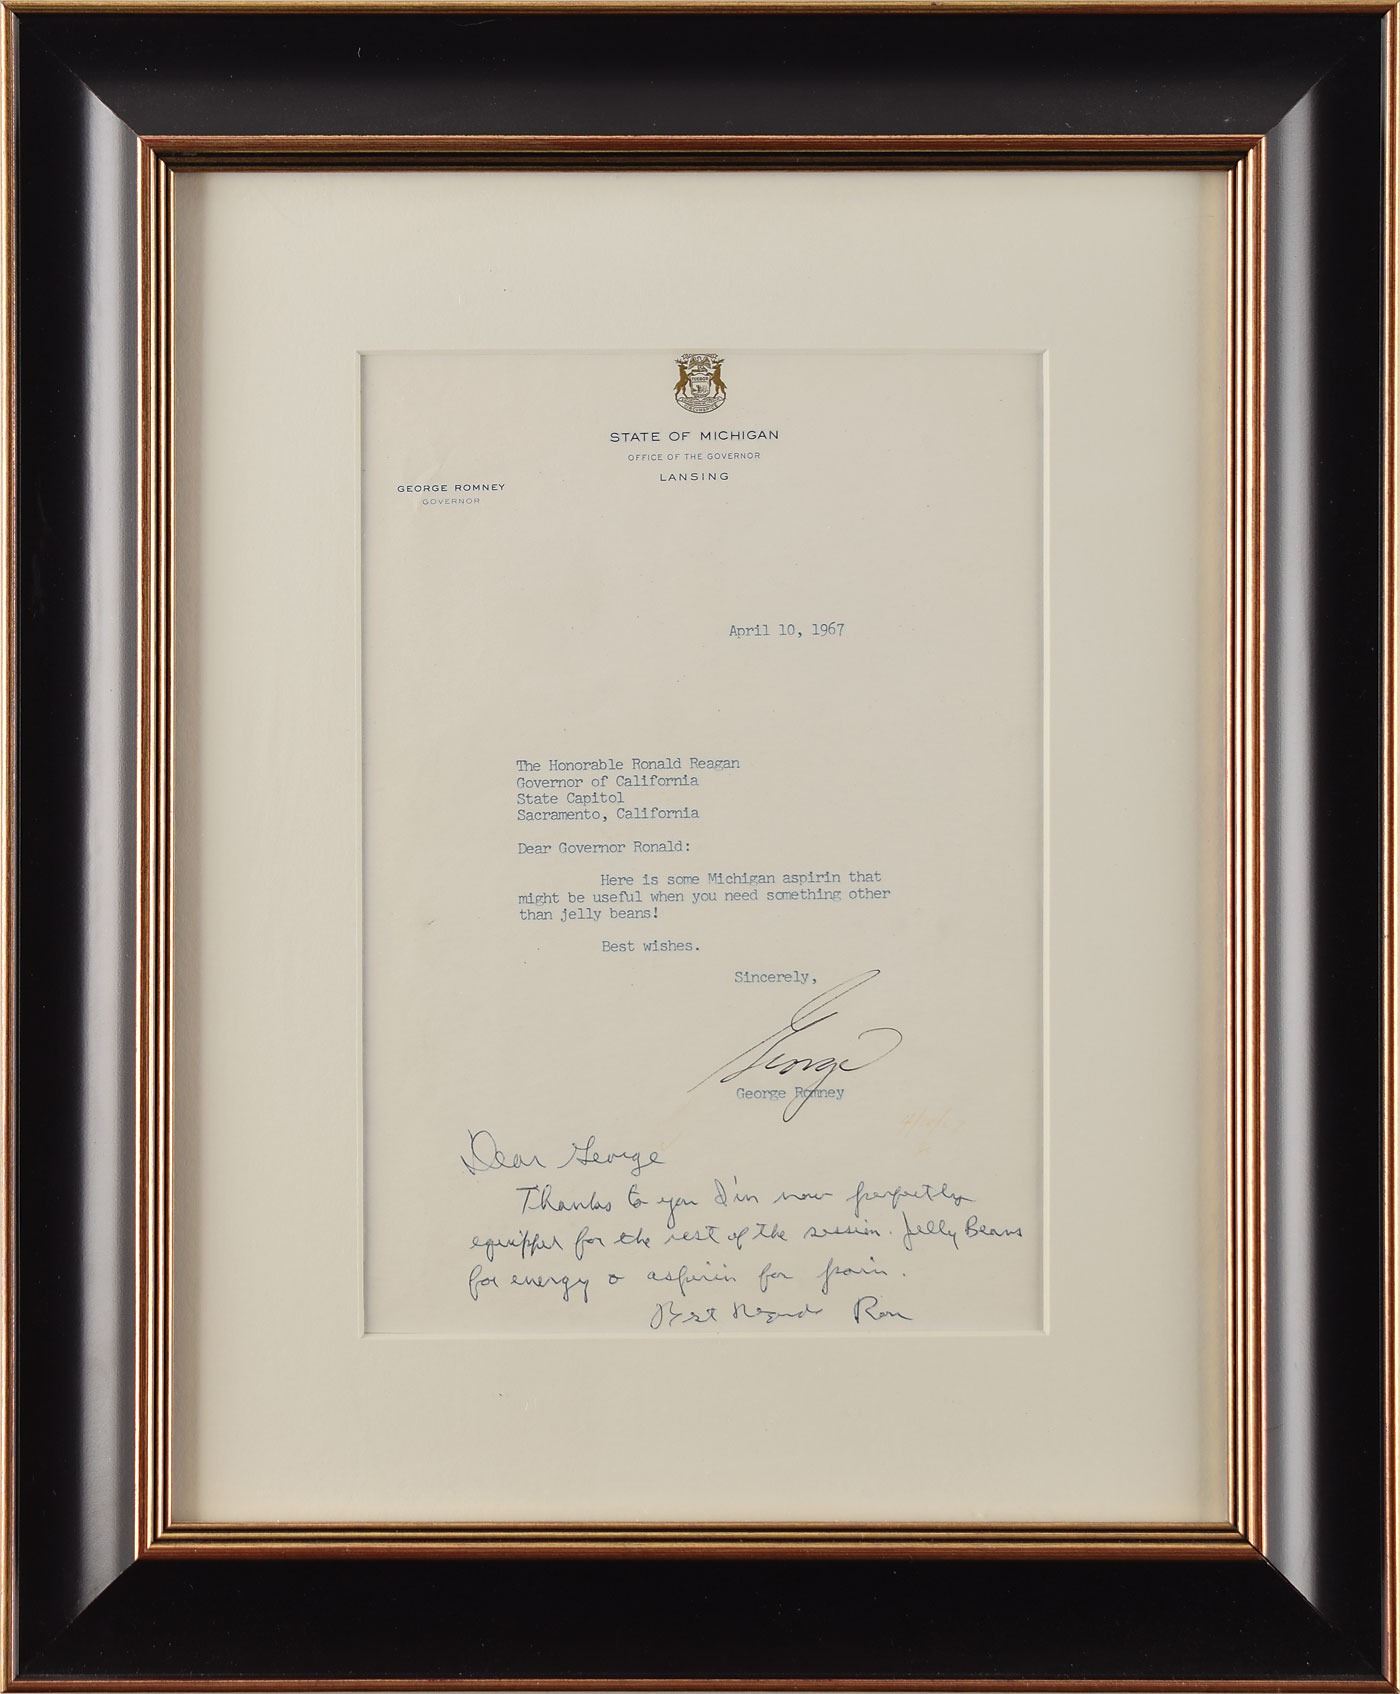 TUEBOR
STATE OF MICHIGAN
OFFICE OF THE GOVERNOR
LANSING
GEORGE ROMNEY
GOVERNOR
April 10, 1967
The Honorable Ronald Reagan
Governor of California
State Capitol
Sacramento, California
Dear Governor Ronald:
Here is some Michigan aspirin that
might be useful when you need something other
than jelly beans!
Best wishes.
Sincerely,
George
George Romney
Dear George
Thanks to you I'm now perfectly
equipped for the rest of the session. Jelly Beans
for energy & aspirin for pain.
Best Regards Ron